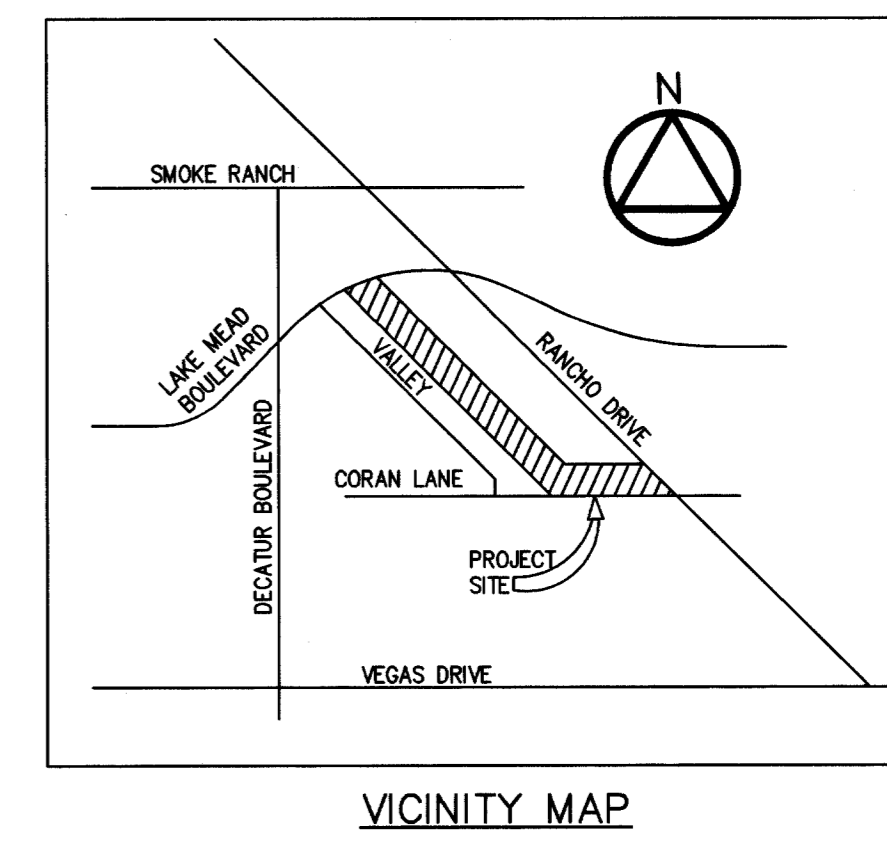 N
SMOKE RANCH
LAKE MEAD
BOULEVARD
VALLEY
RANCHO DRIVE
DECATUR BOULEVARD
CORAN LANE
PROJECT
SITE
VEGAS DRIVE
VICINITY MAP